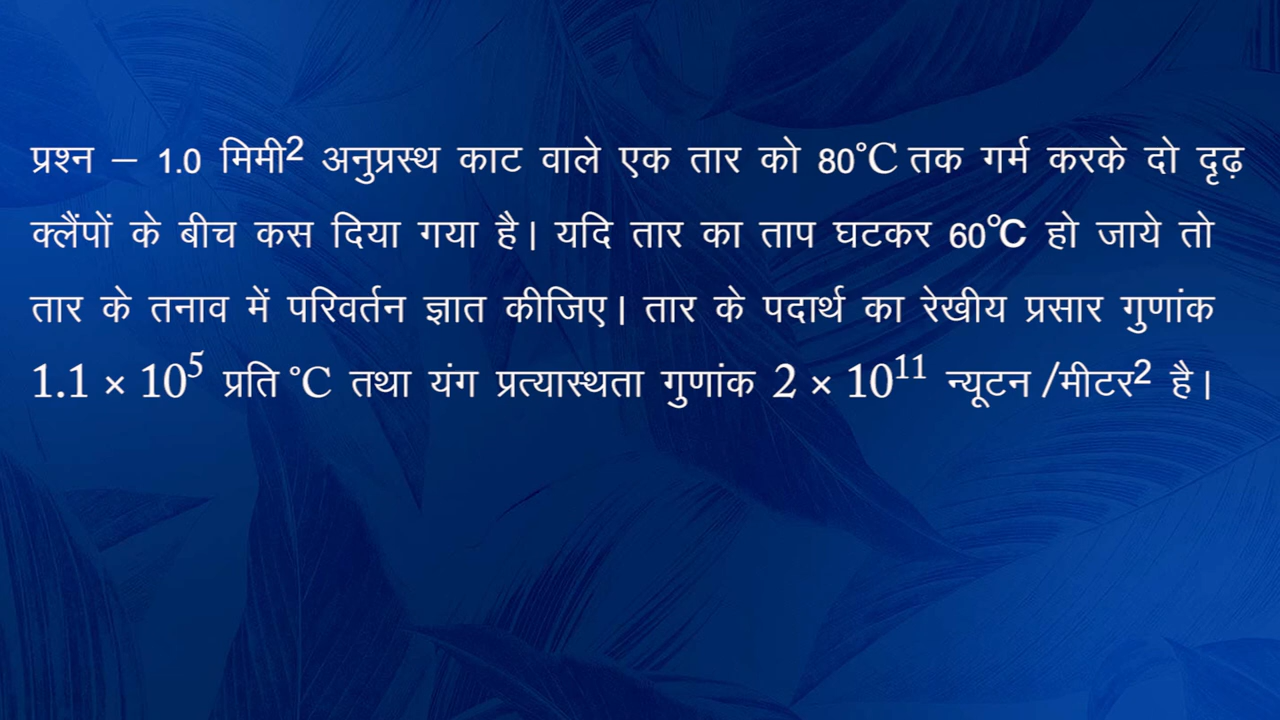 प्रश्न – 1.0 मिमी² अनुप्रस्थ काट वाले एक तार को 80°C तक गर्म करके दो दृढ़
क्लैंपों के बीच कस दिया गया है। यदि तार का ताप घटकर 60°C हो जाये तो
तार के तनाव में परिवर्तन ज्ञात कीजिए। तार के पदार्थ का रेखीय प्रसार गुणांक
1.1 × 10⁵ प्रति °C तथा यंग प्रत्यास्थता गुणांक 2 × 10¹¹ न्यूटन /मीटर² है।